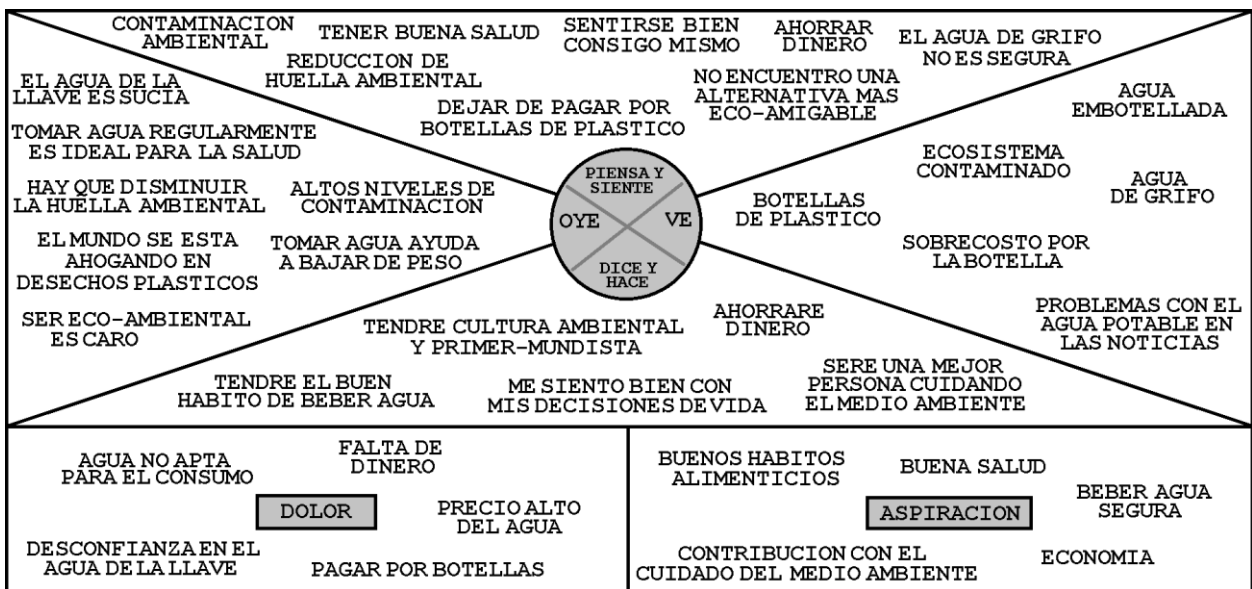 CONTAMINACION
AMBIENTAL
TENER BUENA SALUD
SENTIRSE BIEN
CONSIGO MISMO
AHORRAR
DINERO
EL AGUA DE GRIFO
NO ES SEGURA
REDUCCION DE
HUELLA AMBIENTAL
NO ENCUENTRO UNA
ALTERNATIVA MAS
ECO-AMIGABLE
DEJAR DE PAGAR POR
BOTELLAS DE PLASTICO
EL AGUA DE LA
LLAVE ES SUCIA
TOMAR AGUA REGULARMENTE
ES IDEAL PARA LA SALUD
HAY QUE DISMINUIR
LA HUELLA AMBIENTAL
ALTOS NIVELES DE
CONTAMINACION
EL MUNDO SE ESTA
AHOGANDO EN
DESECHOS PLASTICOS
TOMAR AGUA AYUDA
A BAJAR DE PESO
SER ECO-AMBIENTAL
ES CARO
PIENSA Y
SIENTE
OYE
VE
DICE Y
HACE
AGUA
EMBOTELLADA
ECOSISTEMA
CONTAMINADO
AGUA
DE GRIFO
BOTELLAS
DE PLASTICO
SOBRECOSTO POR
LA BOTELLA
PROBLEMAS CON EL
AGUA POTABLE EN
LAS NOTICIAS
TENDRE CULTURA AMBIENTAL
Y PRIMER-MUNDISTA
AHORRARE
DINERO
TENDRE EL BUEN
HABITO DE BEBER AGUA
ME SIENTO BIEN CON
MIS DECISIONES DE VIDA
SERE UNA MEJOR
PERSONA CUIDANDO
EL MEDIO AMBIENTE
AGUA NO APTA
PARA EL CONSUMO
FALTA DE
DINERO
DOLOR
PRECIO ALTO
DEL AGUA
DESCONFIANZA EN EL
AGUA DE LA LLAVE
PAGAR POR BOTELLAS
BUENOS HABITOS
ALIMENTICIOS
BUENA SALUD
BEBER AGUA
SEGURA
ASPIRACION
CONTRIBUCION CON EL
CUIDADO DEL MEDIO AMBIENTE
ECONOMIA